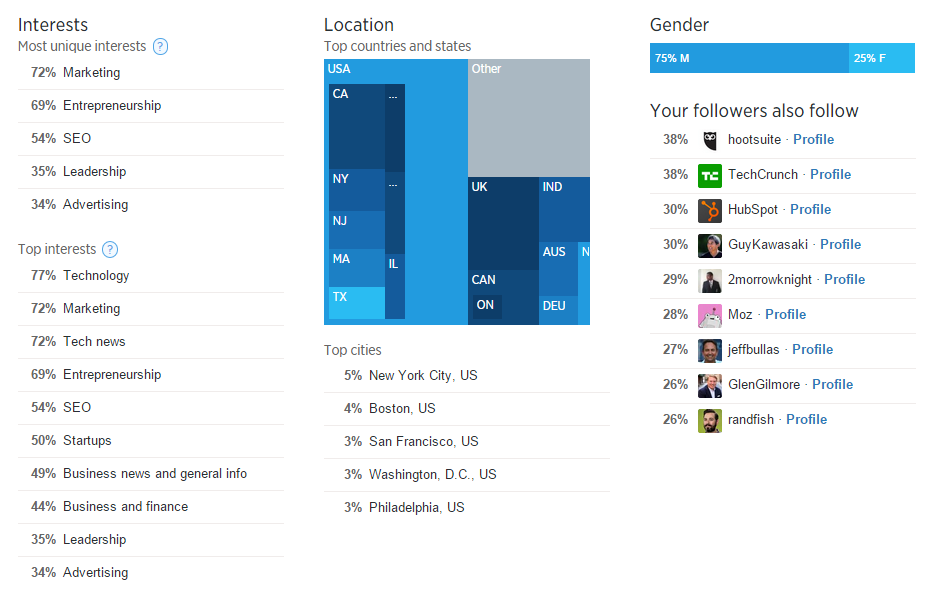 Interests
Most unique interests ?
72% Marketing
69% Entrepreneurship
54% SEO
35% Leadership
34% Advertising
Top interests ?
77% Technology
72% Marketing
72% Tech news
69% Entrepreneurship
54% SEO
50% Startups
49% Business news and general info
44% Business and finance
35% Leadership
34% Advertising
Location
Top countries and states
USA
CA
...
NY
...
NJ
MA
IL
TX
Other
UK
IND
AUS
N
CAN
ON
DEU
Top cities
5% New York City, US
4% Boston, US
3% San Francisco, US
3% Washington, D.C., US
3% Philadelphia, US
Gender
75% M
25% F
Your followers also follow
38% hootsuite · Profile
38% TC TechCrunch · Profile
30% HubSpot · Profile
30% GuyKawasaki · Profile
29% 2morrowknight · Profile
28% Moz · Profile
27% jeffbullas · Profile
26% GlenGilmore · Profile
26% randfish · Profile